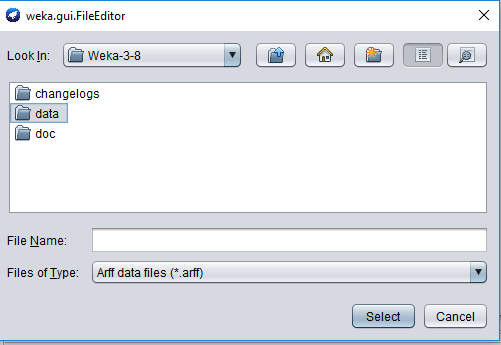 weka.gui.FileEditor
Look In: Weka-3-8
changelogs
data
doc
File Name:
Files of Type: Arff data files (*.arff)
Select Cancel